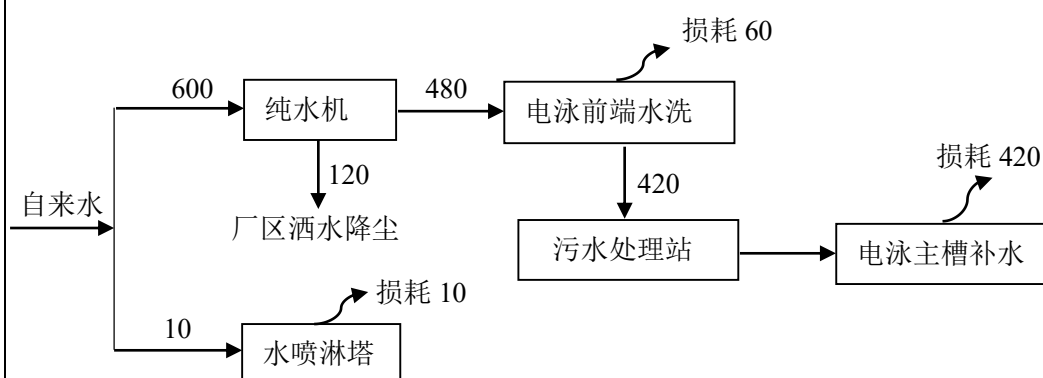 损耗 60
600
纯水机
480
电泳前端水洗
120
420
损耗 420
自来水
厂区洒水降尘
污水处理站
电泳主槽补水
损耗 10
10
水喷淋塔